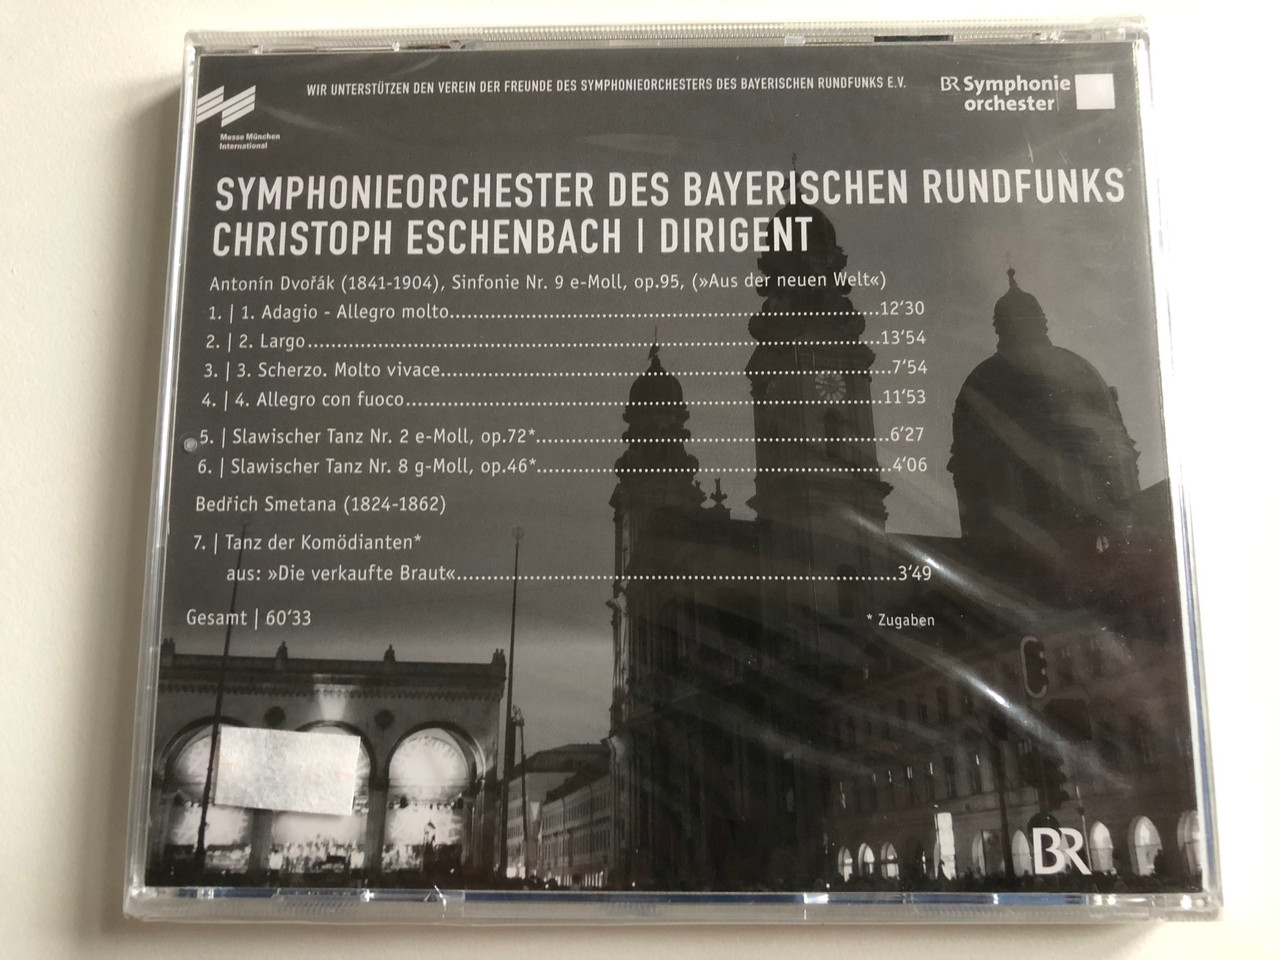 WIR UNTERSTÜTZEN DEN VEREIN DER FREUNDE DES SYMPHONIEORCHESTERS DES BAYERISCHEN RUNDFUNKS E.V.
BR Symphonie
orchester
Messe München
International
SYMPHONIEORCHESTER DES BAYERISCHEN RUNDFUNKS
CHRISTOPH ESCHENBACH | DIRIGENT
Antonín Dvořák (1841-1904), Sinfonie Nr. 9 e-Moll, op.95, (»Aus der neuen Welt«)
1. | 1. Adagio - Allegro molto........12‘30
2. | 2. Largo........13‘54
3. | 3. Scherzo. Molto vivace........7‘54
4. | 4. Allegro con fuoco........11‘53
5. | Slawischer Tanz Nr. 2 e-Moll, op.72*........6‘27
6. | Slawischer Tanz Nr. 8 g-Moll, op.46*........4‘06
Bedřich Smetana (1824-1862)
7. | Tanz der Komödianten*
aus: »Die verkaufte Braut«........3‘49
Gesamt | 60‘33
* Zugaben
BR